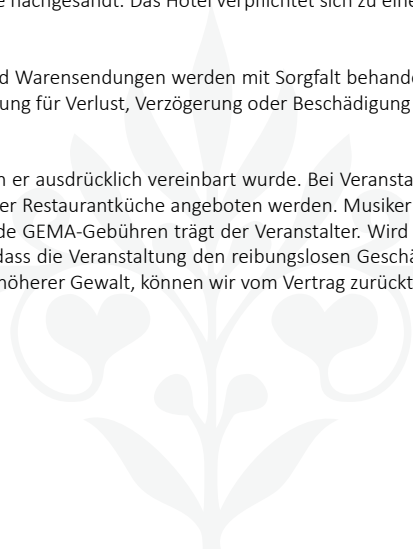 e nachgesandt. Das Hotel verpflichtet sich zu eine
d Warensendungen werden mit Sorgfalt behande
ung für Verlust, Verzögerung oder Beschädigung
n er ausdrücklich vereinbart wurde. Bei Veransta
er Restaurantküche angeboten werden. Musiker
de GEMA-Gebühren trägt der Veranstalter. Wird
dass die Veranstaltung den reibungslosen Geschä
höherer Gewalt, können wir vom Vertrag zurückt